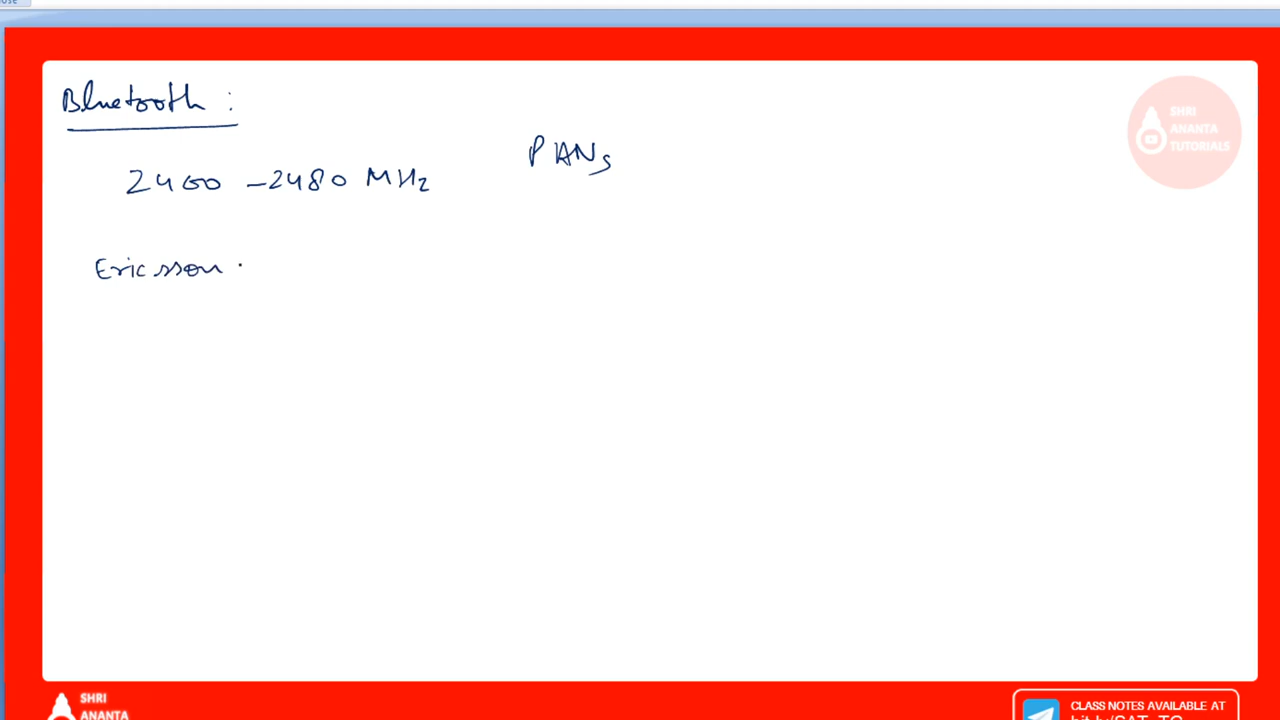 Bluetooth :
PANs
2400 - 2480 MHz
Ericsson .
SHRI
ANANTA
TUTORIALS
SHRI
ANANTA
CLASS NOTES AVAILABLE AT